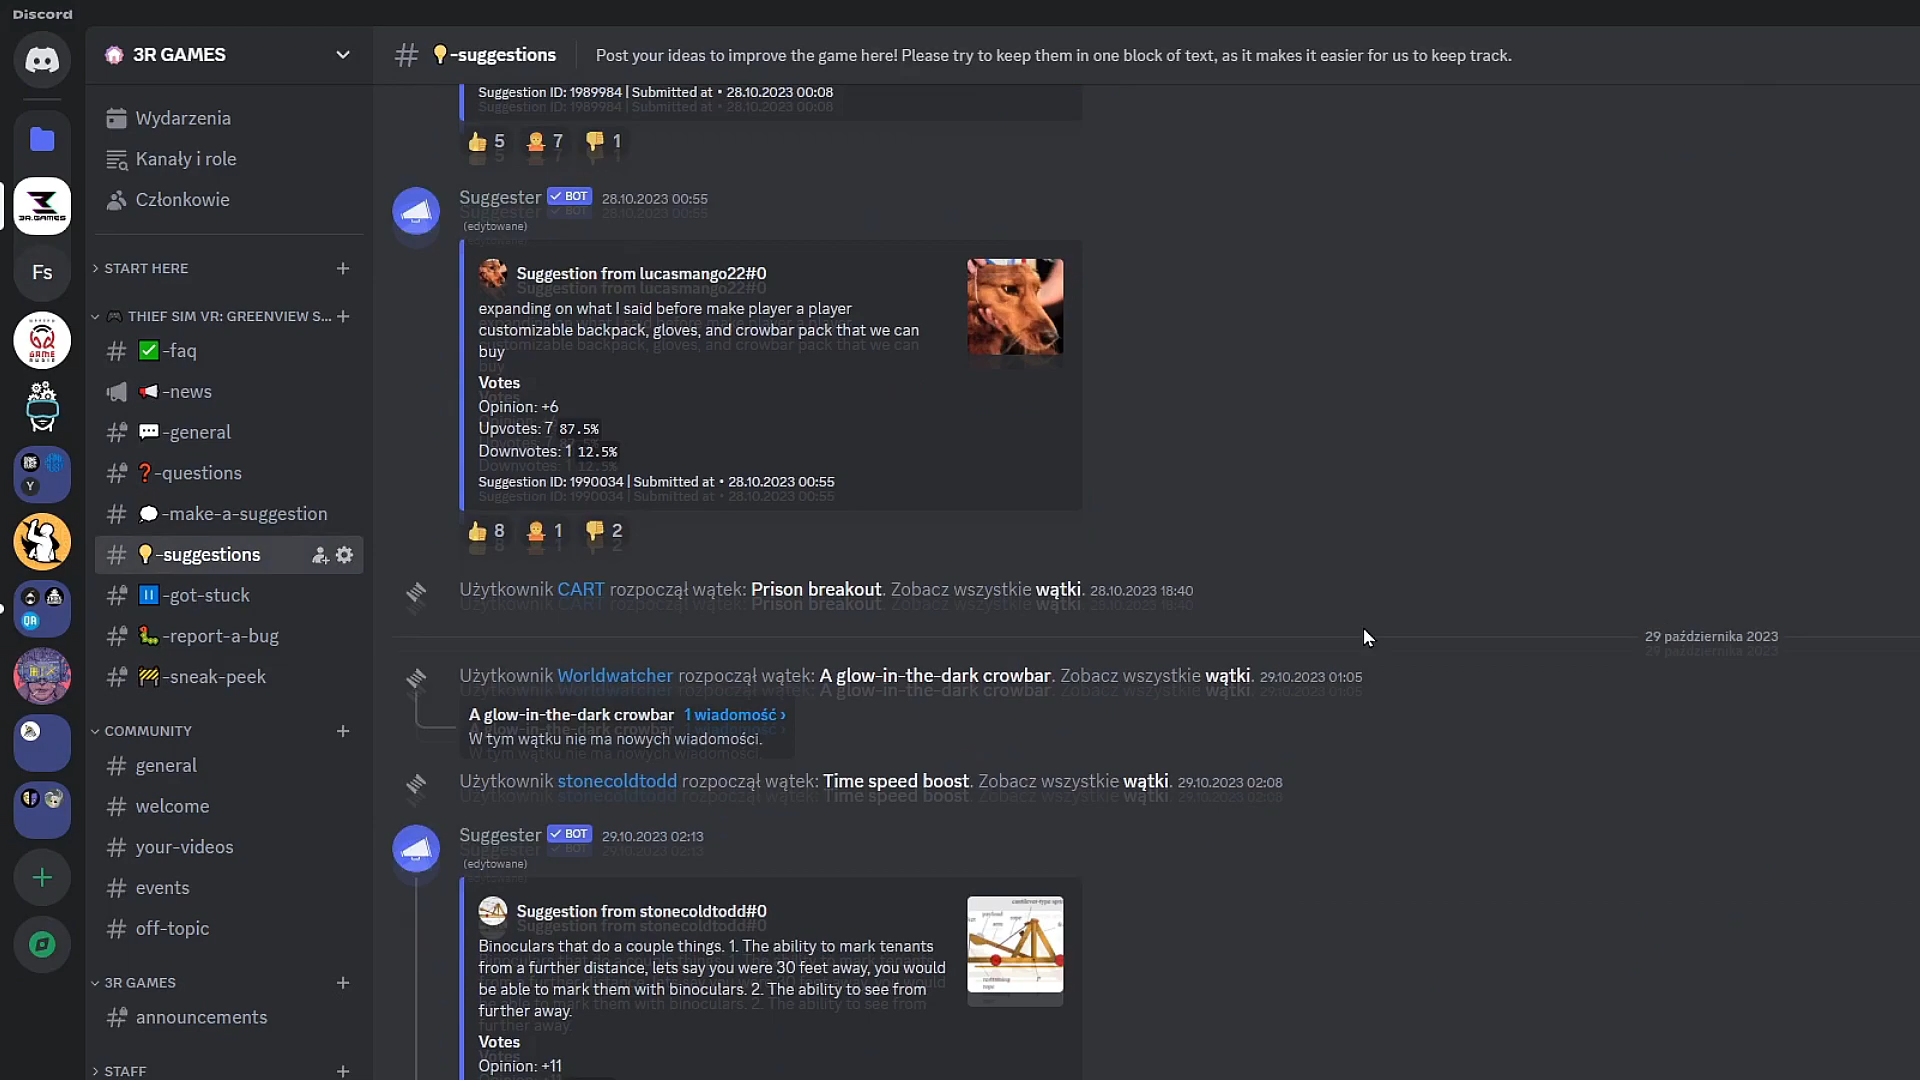 Discord
3R GAMES
Wydarzenia
Kanały i role
Członkowie
Fs
START HERE
THIEF SIM VR: GREENVIEW S...
-faq
-news
-general
-questions
-make-a-suggestion
-suggestions
-got-stuck
-report-a-bug
-sneak-peek
COMMUNITY
general
welcome
your-videos
events
off-topic
3R GAMES
announcements
STAFF
3R.GAMES
GAME
Y
QR
-suggestions
Post your ideas to improve the game here! Please try to keep them in one block of text, as it makes it easier for us to keep track.
Suggestion ID: 1989984 | Submitted at • 28.10.2023 00:08
5 7 1
Suggester BOT 28.10.2023 00:55
(edytowane)
Suggestion from lucasmango22#0
expanding on what I said before make player a player
customizable backpack, gloves, and crowbar pack that we can
buy
Votes
Opinion: +6
Upvotes: 7 87.5%
Downvotes: 1 12.5%
Suggestion ID: 1990034 | Submitted at • 28.10.2023 00:55
8 1 2
Użytkownik CART rozpoczął wątek: Prison breakout. Zobacz wszystkie wątki. 28.10.2023 18:40
29 października 2023
Użytkownik Worldwatcher rozpoczął wątek: A glow-in-the-dark crowbar. Zobacz wszystkie wątki. 29.10.2023 01:05
A glow-in-the-dark crowbar 1 wiadomość ›
W tym wątku nie ma nowych wiadomości.
Użytkownik stonecoldtodd rozpoczął wątek: Time speed boost. Zobacz wszystkie wątki. 29.10.2023 02:08
Suggester BOT 29.10.2023 02:13
(edytowane)
Suggestion from stonecoldtodd#0
Binoculars that do a couple things. 1. The ability to mark tenants
from a further distance, lets say you were 30 feet away, you would
be able to mark them with binoculars. 2. The ability to see from
further away.
Votes
Opinion: +11